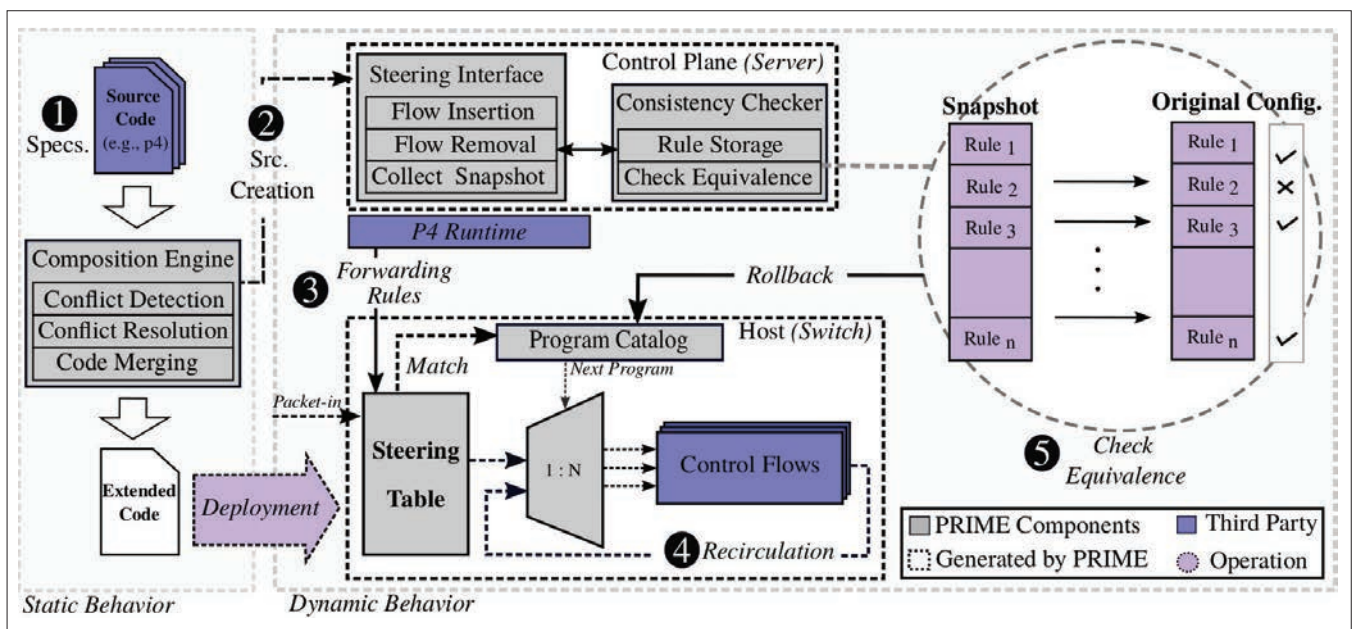 1
Specs.
Source
Code
(e.g., p4)
2
Src.
Creation
Composition Engine
Conflict Detection
Conflict Resolution
Code Merging
Extended
Code
Static Behavior
Deployment
Control Plane (Server)
Steering Interface
Flow Insertion
Flow Removal
Collect Snapshot
Consistency Checker
Rule Storage
Check Equivalence
P4 Runtime
3
Forwarding
Rules
Rollback
Host (Switch)
Program Catalog
Match
Next Program
Packet-in
Steering
Table
1 : N
Control Flows
4
Recirculation
Dynamic Behavior
Snapshot
Rule 1
Rule 2
Rule 3
Rule n
Original Config.
Rule 1
Rule 2
Rule 3
Rule n
5
Check
Equivalence
PRIME Components
Third Party
Generated by PRIME
Operation